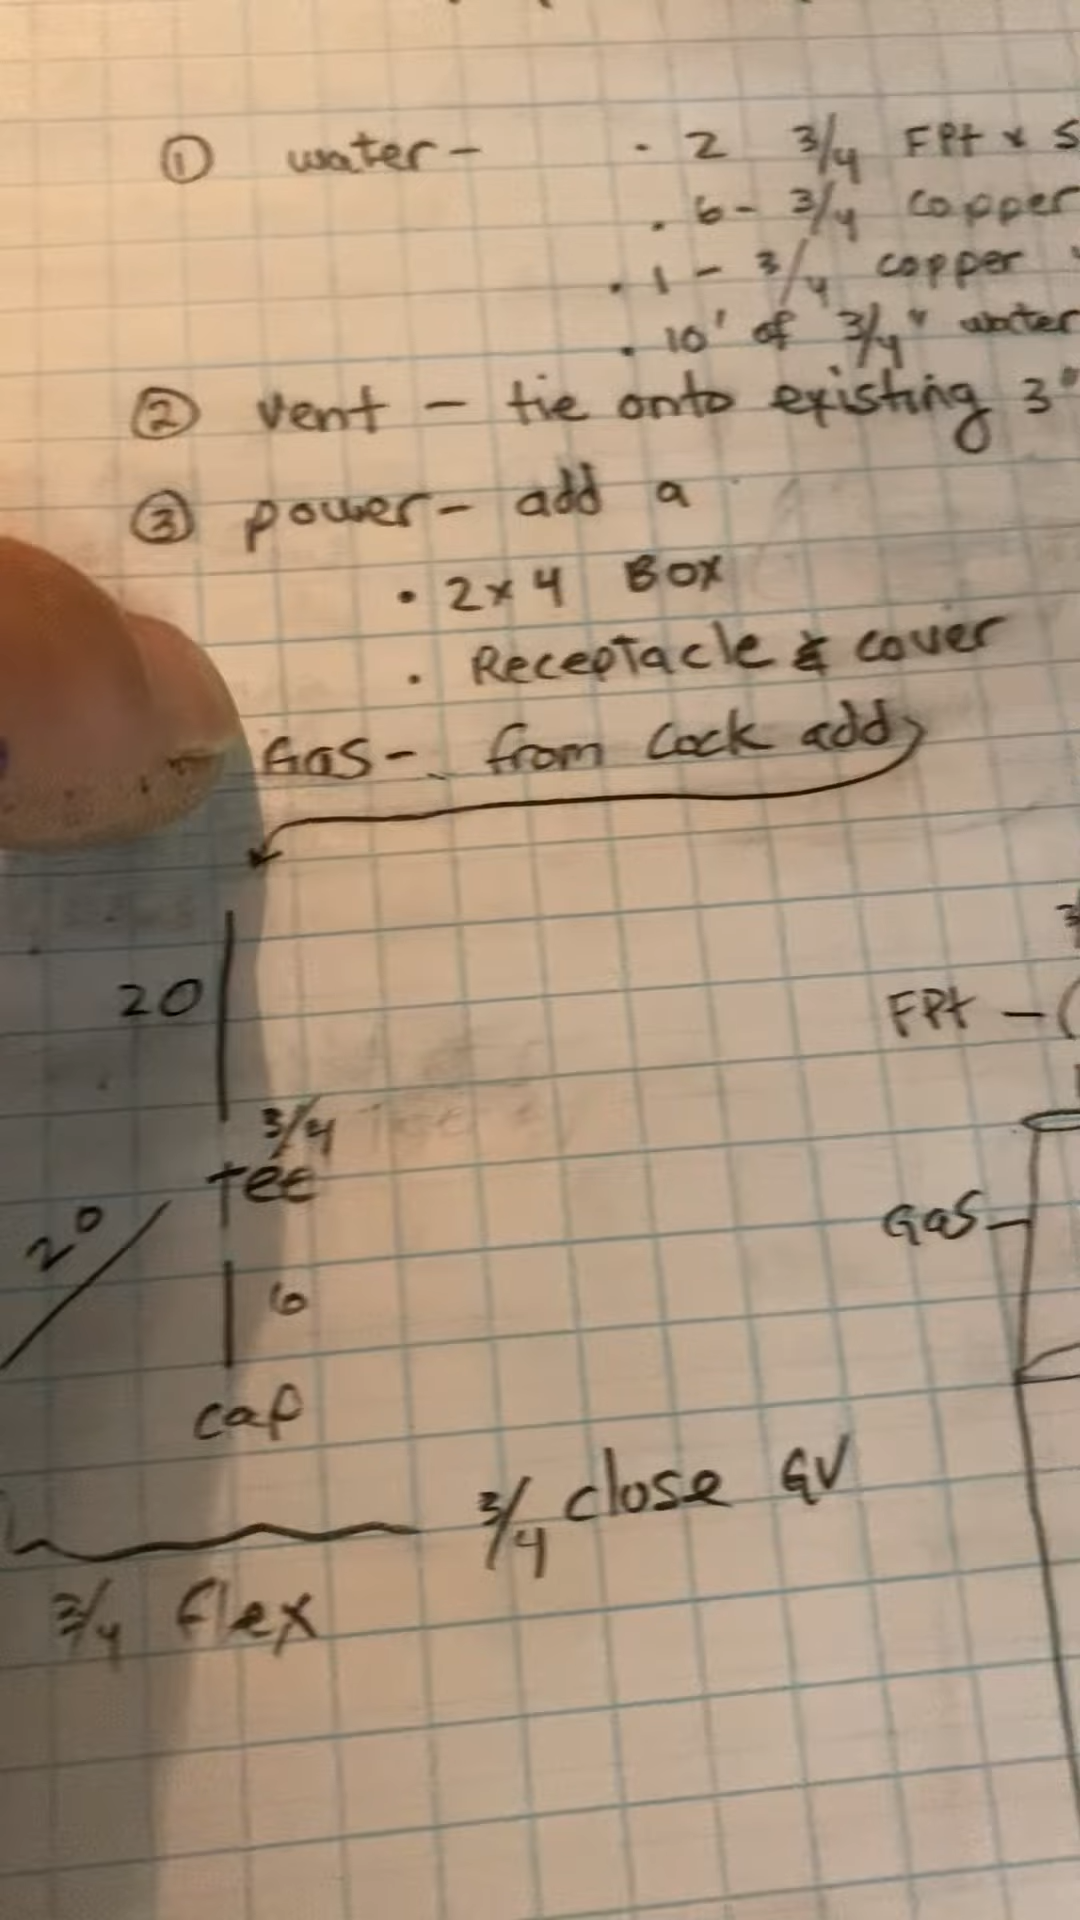 ① water - · 2 3/4 FPt x S
· 6 - 3/4 copper
· 1 - 3/4 copper
· 10' of 3/4" water
② vent - tie onto existing 3"
③ power - add a
· 2x4 BOX
· Receptacle & cover
Gas - from Cock add
20
FPt -
3/4
tee
20
Gas -
6
cap
3/4 close GV
3/4 flex